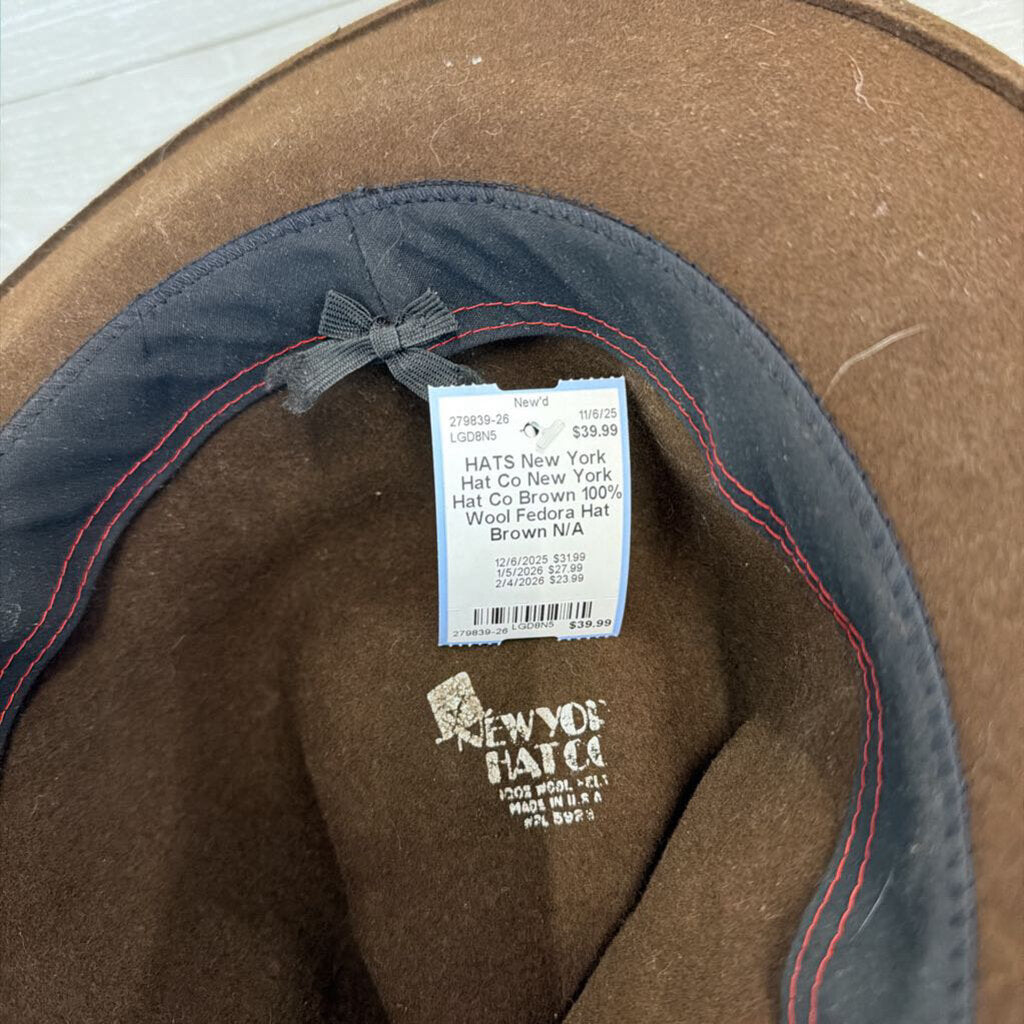 New'd
279839-26 11/6/25
LGD8N5 $39.99
HATS New York
Hat Co New York
Hat Co Brown 100%
Wool Fedora Hat
Brown N/A
12/6/2025 $31.99
1/5/2026 $27.99
2/4/2026 $23.99
279839-26 LGD8N5 $39.99
NEW YOR
HAT CO
WOOL
MADE IN U.S.A